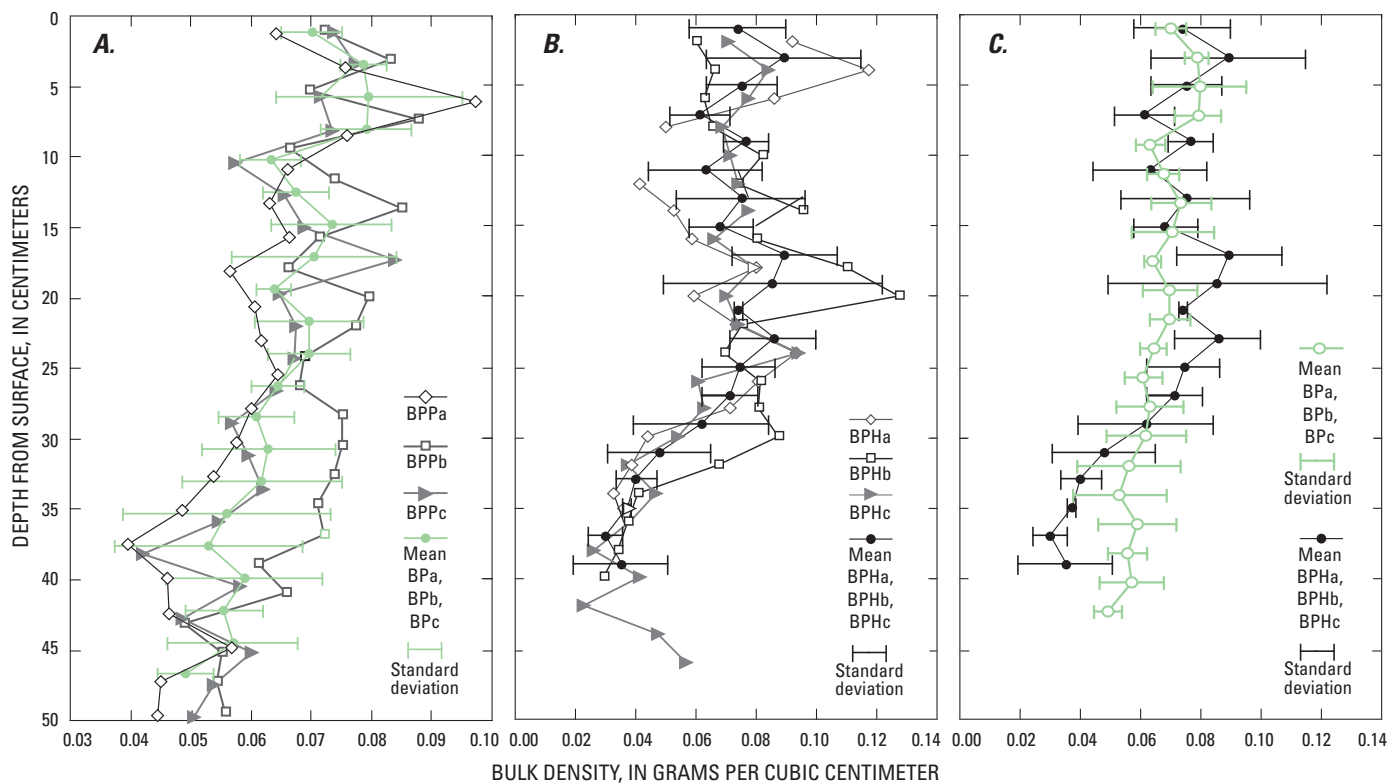 A.
B.
C.
DEPTH FROM SURFACE, IN CENTIMETERS
0
5
10
15
20
25
30
35
40
45
50
BPPa
BPPb
BPPc
Mean
BPa,
BPb,
BPc
Standard
deviation
BPHa
BPHb
BPHc
Mean
BPHa,
BPHb,
BPHc
Standard
deviation
Mean
BPa,
BPb,
BPc
Standard
deviation
Mean
BPHa,
BPHb,
BPHc
Standard
deviation
0.03 0.04 0.05 0.06 0.07 0.08 0.09 0.10
0.00 0.02 0.04 0.06 0.08 0.10 0.12 0.14
0.00 0.02 0.04 0.06 0.08 0.10 0.12 0.14
BULK DENSITY, IN GRAMS PER CUBIC CENTIMETER